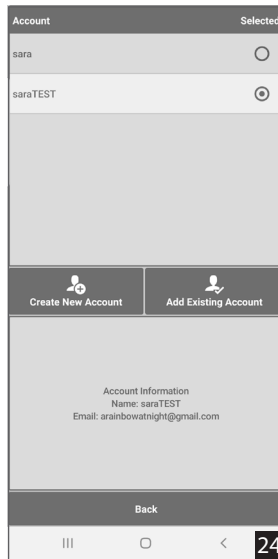 Account Selected
sara
saraTEST
Create New Account Add Existing Account
Account Information
Name: saraTEST
Email: arainbowatnight@gmail.com
Back
24